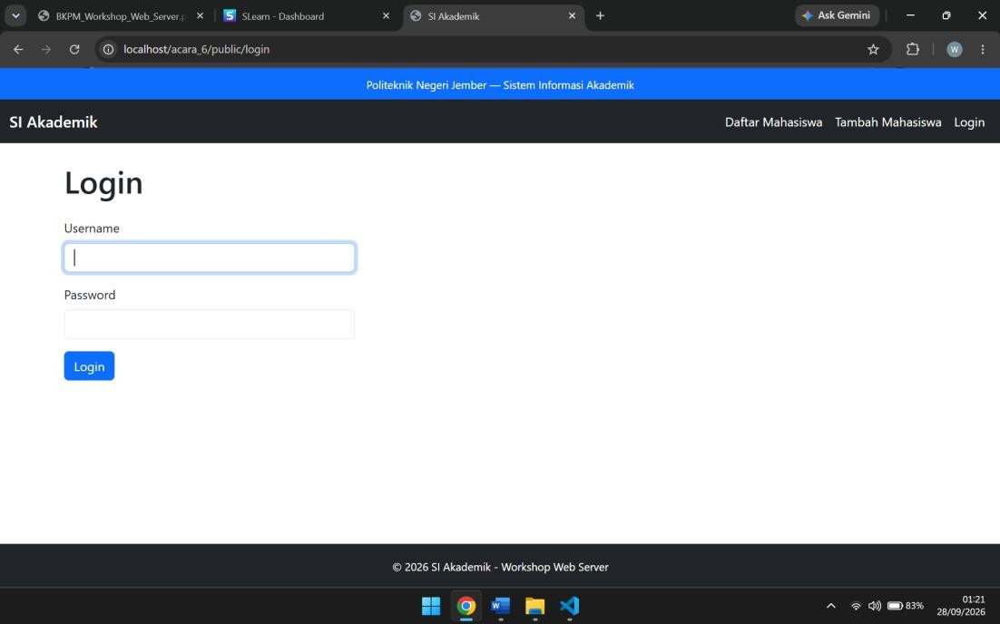 BKPM_Workshop_Web_Server.p
SLearn - Dashboard
SI Akademik
Ask Gemini
localhost/acara_6/public/login
W
Politeknik Negeri Jember — Sistem Informasi Akademik
SI Akademik
Daftar Mahasiswa
Tambah Mahasiswa
Login
Login
Username
Password
Login
© 2026 SI Akademik - Workshop Web Server
83%
01:21
28/09/2026